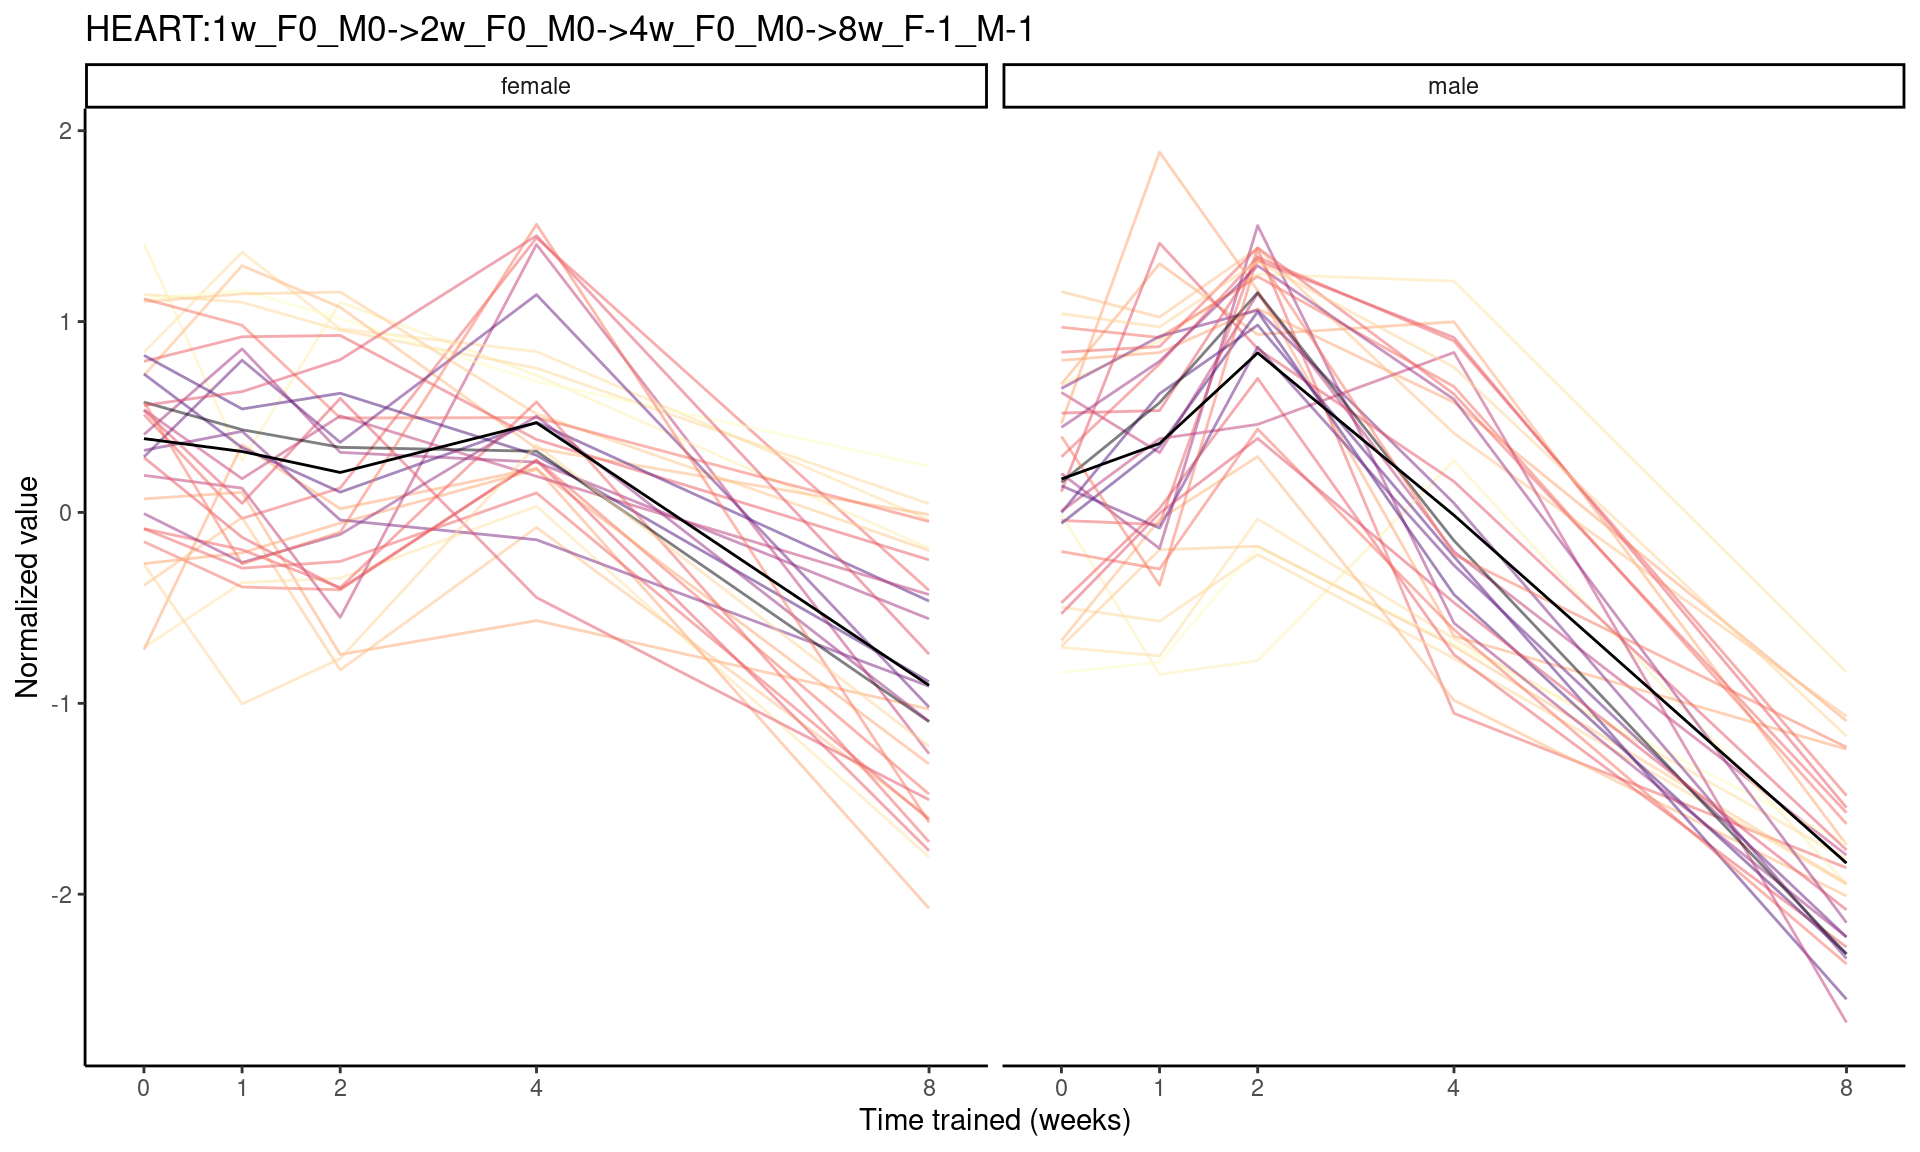 HEART:1w_F0_M0->2w_F0_M0->4w_F0_M0->8w_F-1_M-1
female
male
Normalized value
2
1
0
-1
-2
0 1 2 4 8
0 1 2 4 8
Time trained (weeks)